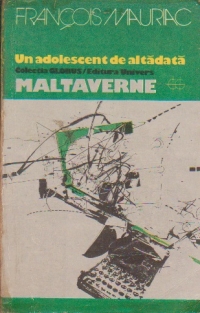 FRANÇOIS MAURIAC
Un adolescent de altădată
Colecția GLOBUS / Editura Univers
MALTAVERNE